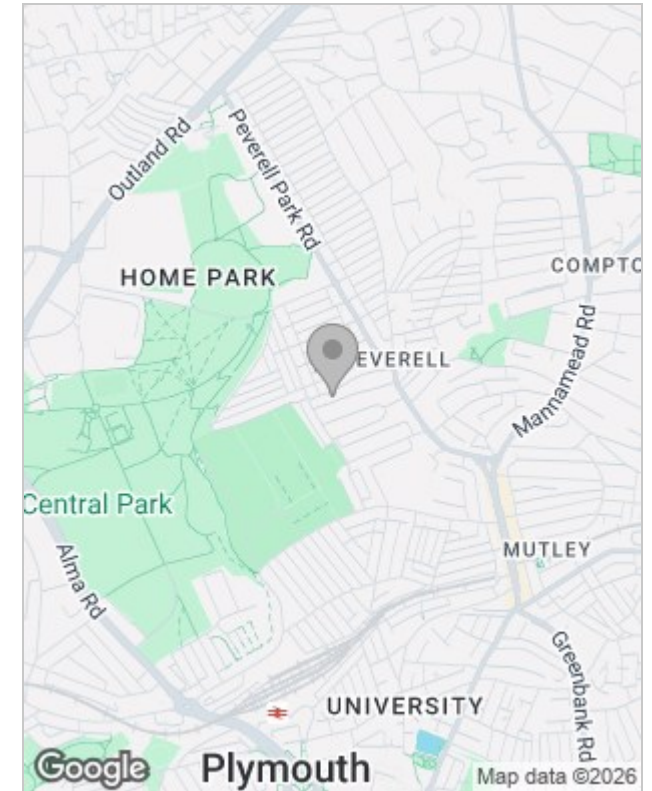 Outland Rd
Peverell Park Rd
HOME PARK
COMPTO
EVERELL
Mannamead Rd
Central Park
MUTLEY
Alma Rd
Greenbank Rd
UNIVERSITY
Plymouth
Google
Map data ©2026